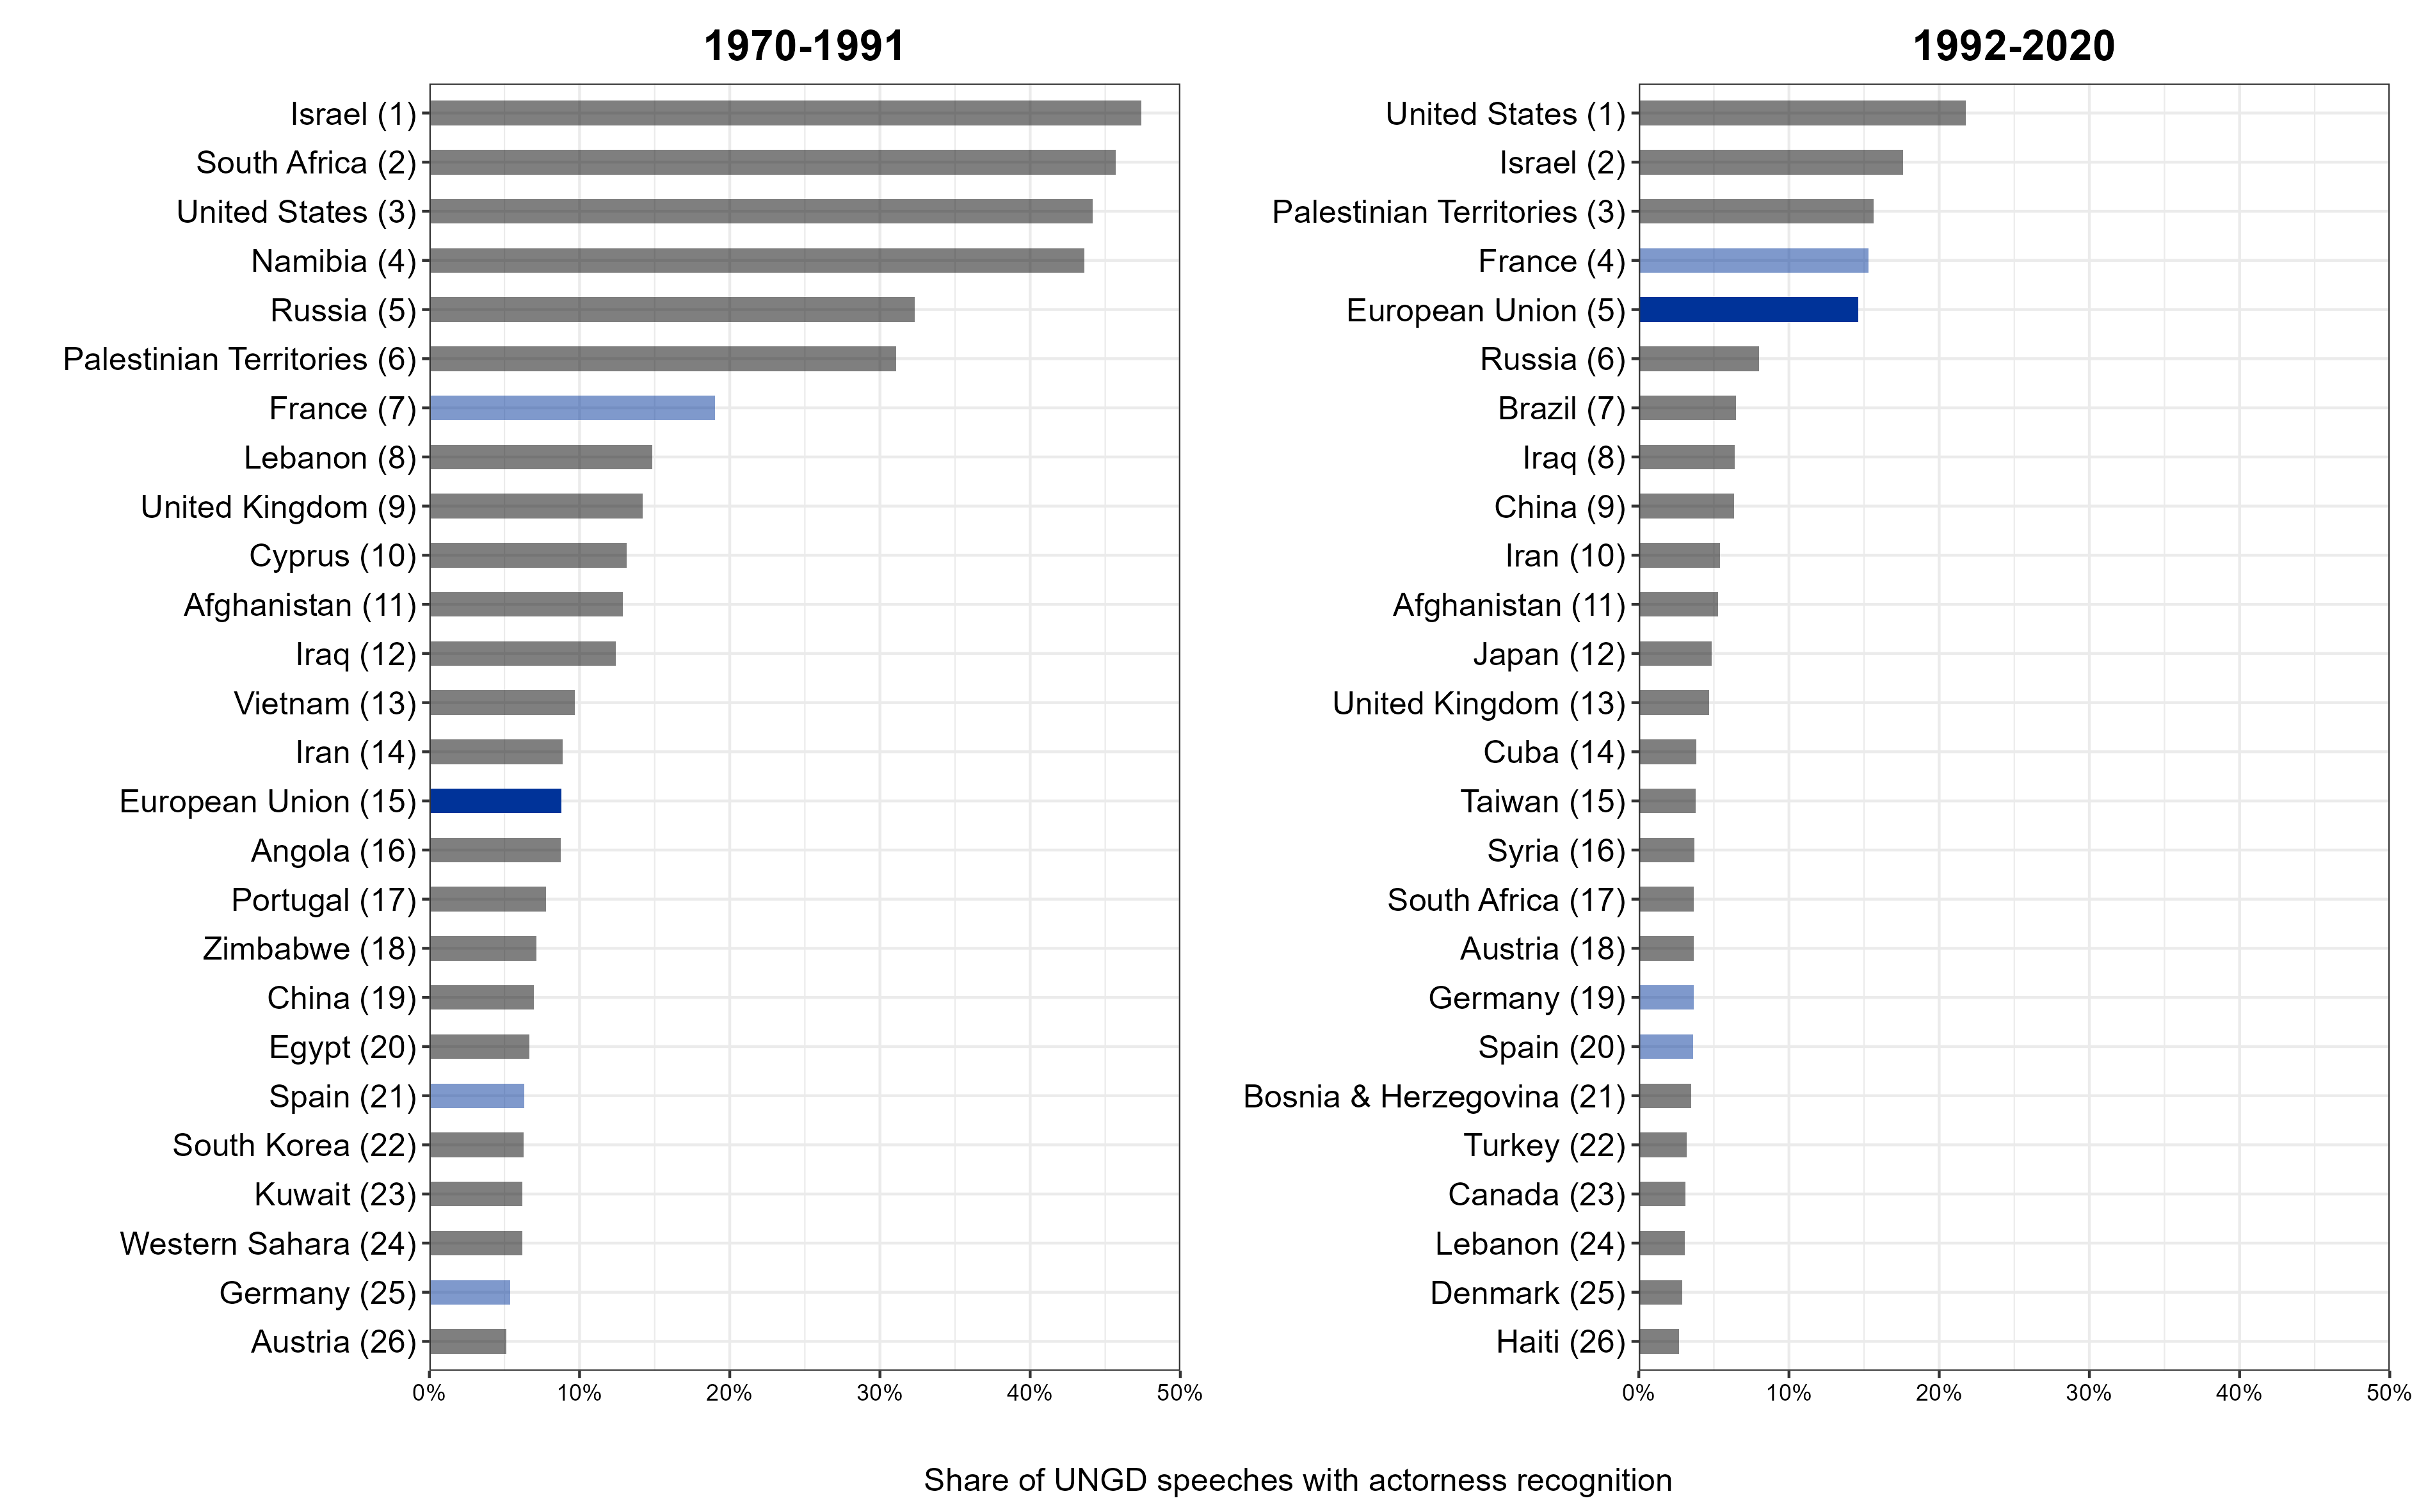 1970-1991
Israel (1)
South Africa (2)
United States (3)
Namibia (4)
Russia (5)
Palestinian Territories (6)
France (7)
Lebanon (8)
United Kingdom (9)
Cyprus (10)
Afghanistan (11)
Iraq (12)
Vietnam (13)
Iran (14)
European Union (15)
Angola (16)
Portugal (17)
Zimbabwe (18)
China (19)
Egypt (20)
Spain (21)
South Korea (22)
Kuwait (23)
Western Sahara (24)
Germany (25)
Austria (26)
0% 10% 20% 30% 40% 50%
1992-2020
United States (1)
Israel (2)
Palestinian Territories (3)
France (4)
European Union (5)
Russia (6)
Brazil (7)
Iraq (8)
China (9)
Iran (10)
Afghanistan (11)
Japan (12)
United Kingdom (13)
Cuba (14)
Taiwan (15)
Syria (16)
South Africa (17)
Austria (18)
Germany (19)
Spain (20)
Bosnia & Herzegovina (21)
Turkey (22)
Canada (23)
Lebanon (24)
Denmark (25)
Haiti (26)
0% 10% 20% 30% 40% 50%
Share of UNGD speeches with actorness recognition